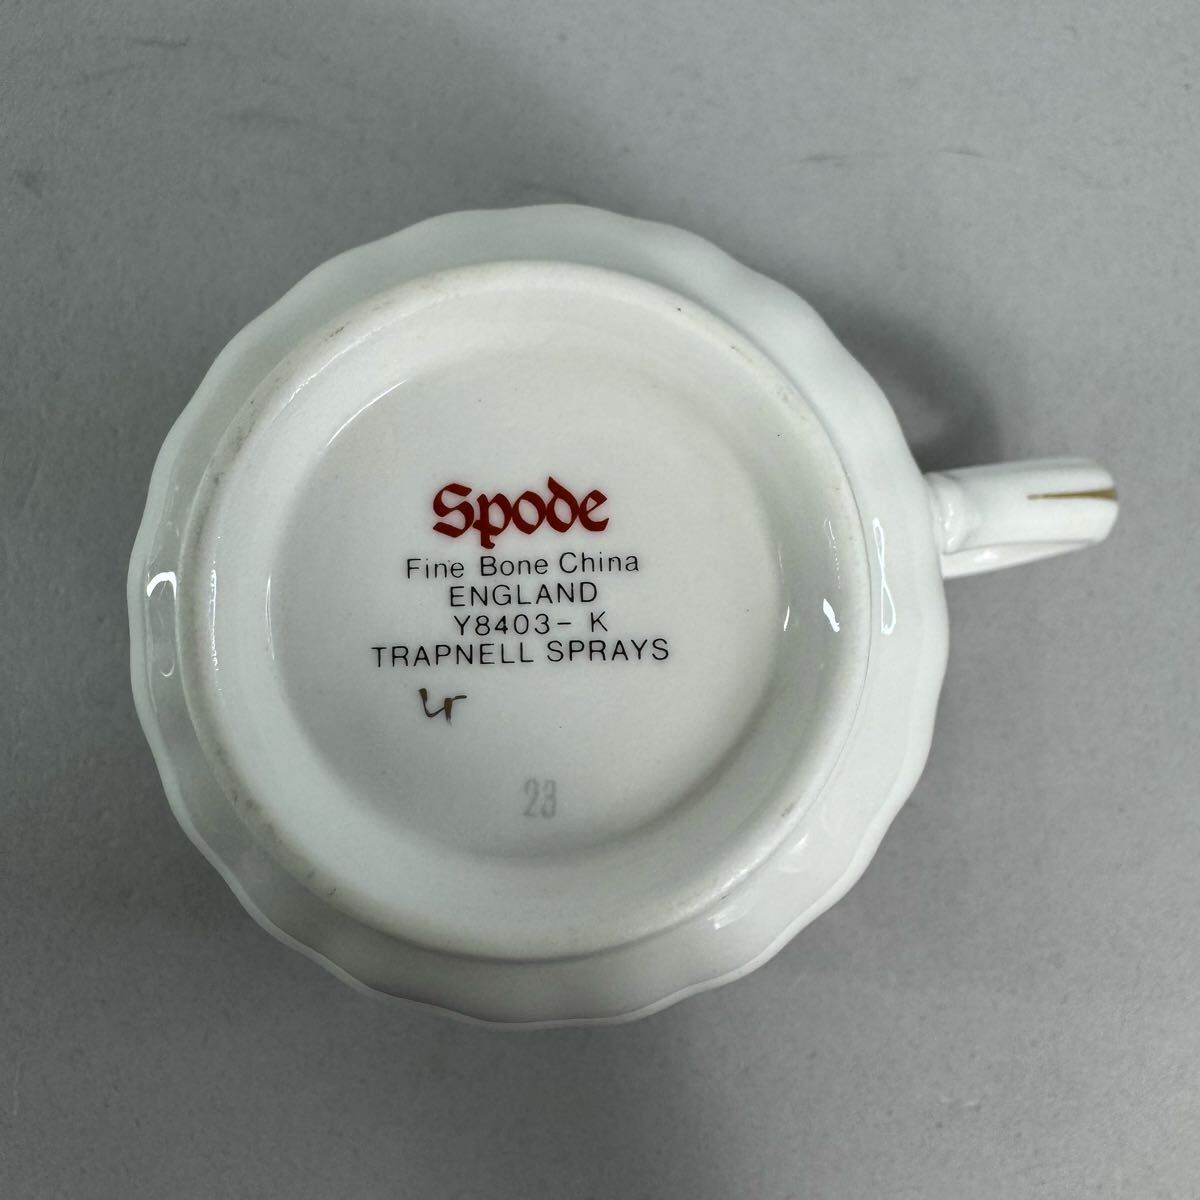 Spode
Fine Bone China
ENGLAND
Y8403- K
TRAPNELL SPRAYS
23